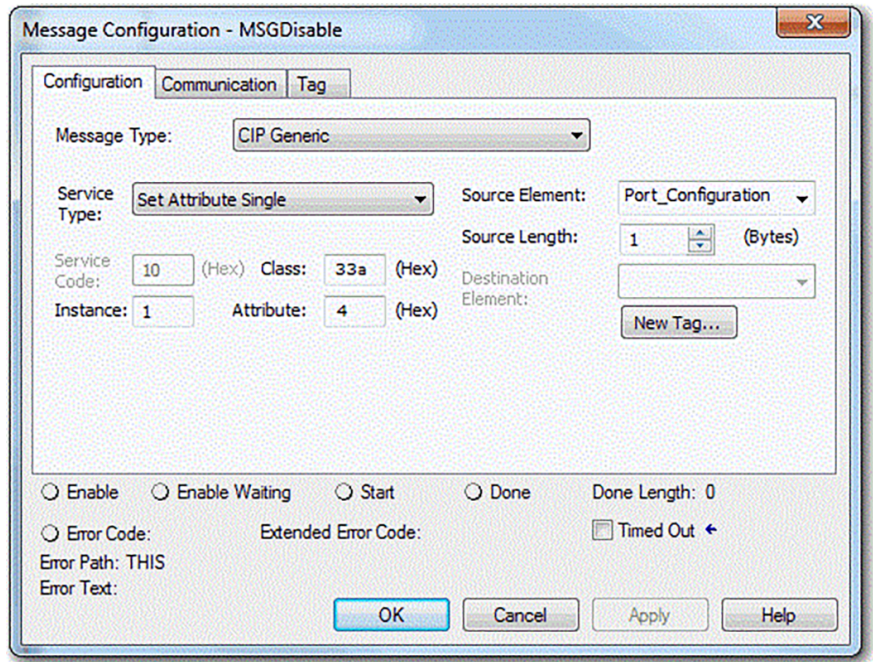 Message Configuration - MSGDisable
X
Configuration Communication Tag
Message Type: CIP Generic
Service Type: Set Attribute Single
Source Element: Port_Configuration
Source Length: 1 (Bytes)
Service Code: 10 (Hex) Class: 33a (Hex)
Destination Element:
Instance: 1 Attribute: 4 (Hex)
New Tag...
Enable Enable Waiting Start Done Done Length: 0
Error Code: Extended Error Code: Timed Out
Error Path: THIS
Error Text:
OK Cancel Apply Help